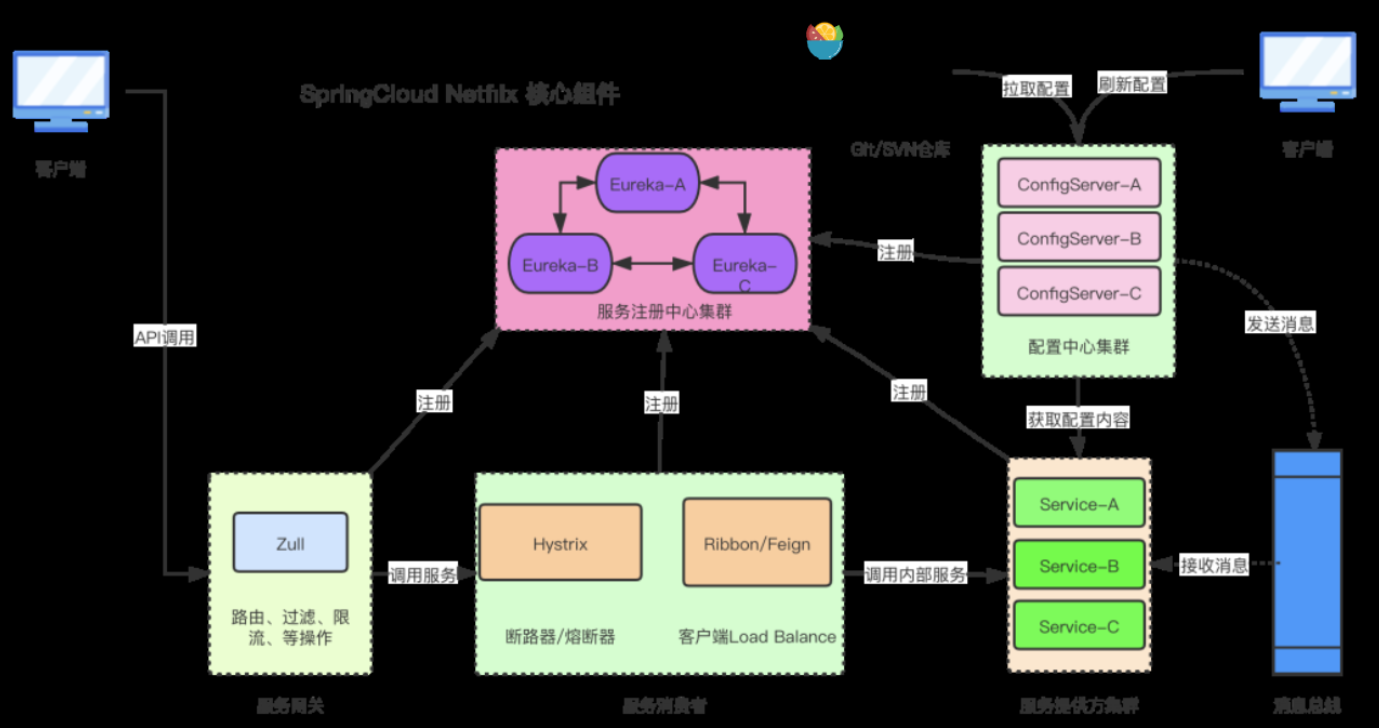 SpringCloud Netflix 核心组件
客户端
拉取配置
刷新配置
Git/SVN仓库
客户端
ConfigServer-A
ConfigServer-B
ConfigServer-C
配置中心集群
Eureka-A
Eureka-B
Eureka-
C
服务注册中心集群
注册
发送消息
API调用
注册
注册
注册
获取配置内容
Zull
路由、过滤、限
流、等操作
服务网关
调用服务
Hystrix
断路器/熔断器
Ribbon/Feign
客户端Load Balance
服务消费者
调用内部服务
Service-A
Service-B
Service-C
服务提供方集群
接收消息
消息总线